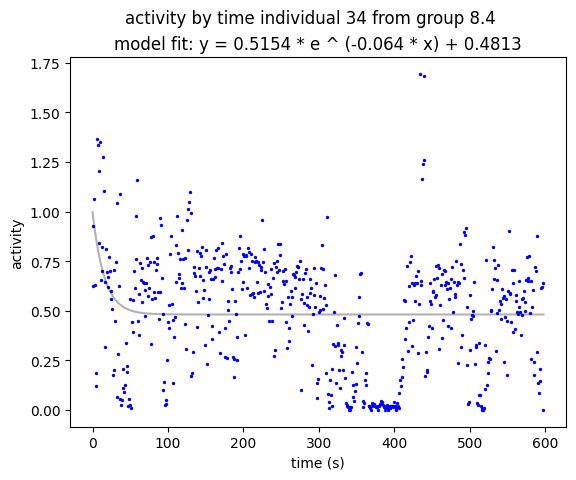 activity by time individual 34 from group 8.4
model fit: y = 0.5154 * e ^ (-0.064 * x) + 0.4813
1.75
1.50
1.25
1.00
0.75
0.50
0.25
0.00
activity
0 100 200 300 400 500 600
time (s)